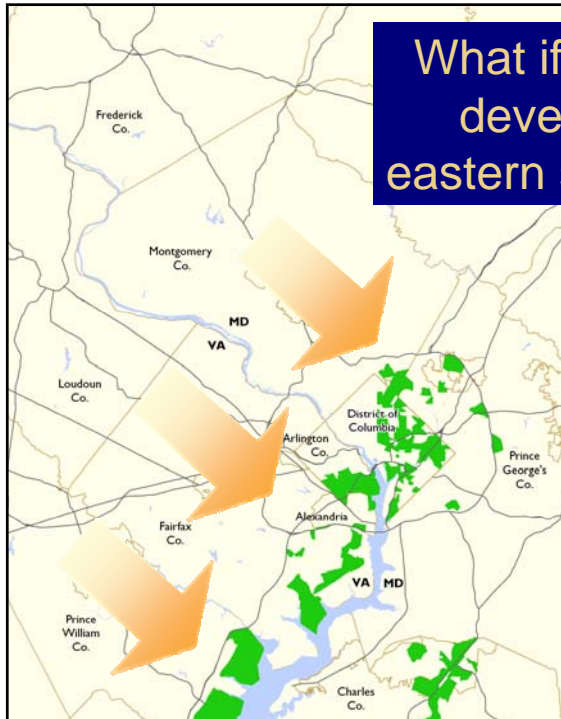 What if
deve
eastern
Frederick
Co.
Montgomery
Co.
MD
VA
Loudoun
Co.
District of
Columbia
Arlington
Co.
Prince
George's
Co.
Alexandria
Fairfax
Co.
VA MD
Prince
William
Co.
Charles
Co.